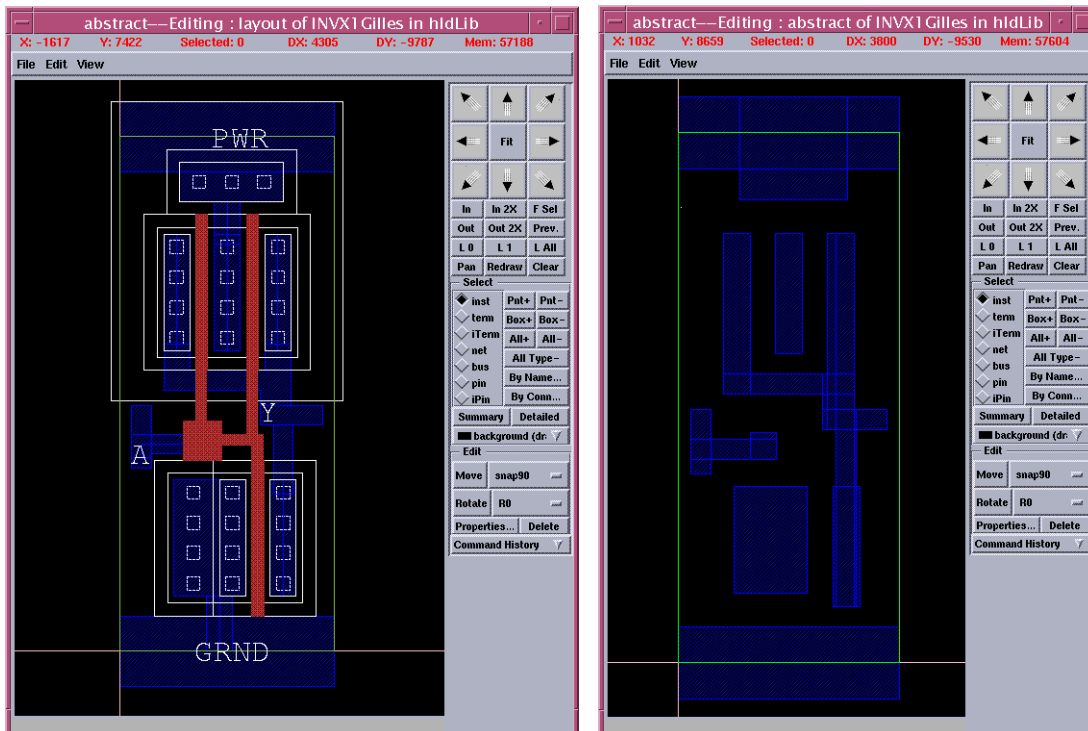 abstract––Editing : layout of INVX1Gilles in hldLib
X: -1617 Y: 7422 Selected: 0 DX: 4305 DY: -9787 Mem: 57188
File Edit View
PWR
Y
A
GRND
Fit
In In 2X F Sel
Out Out 2X Prev.
L 0 L 1 L All
Pan Redraw Clear
Select
inst Pnt+ Pnt-
term Box+ Box-
iTerm All+ All-
net All Type-
bus By Name...
pin By Conn...
iPin
Summary Detailed
background (dr
Edit
Move snap90
Rotate R0
Properties... Delete
Command History
abstract––Editing : abstract of INVX1Gilles in hldLib
X: 1032 Y: 8659 Selected: 0 DX: 3800 DY: -9530 Mem: 57604
File Edit View
Fit
In In 2X F Sel
Out Out 2X Prev.
L 0 L 1 L All
Pan Redraw Clear
Select
inst Pnt+ Pnt-
term Box+ Box-
iTerm All+ All-
net All Type-
bus By Name...
pin By Conn...
iPin
Summary Detailed
background (dr
Edit
Move snap90
Rotate R0
Properties... Delete
Command History